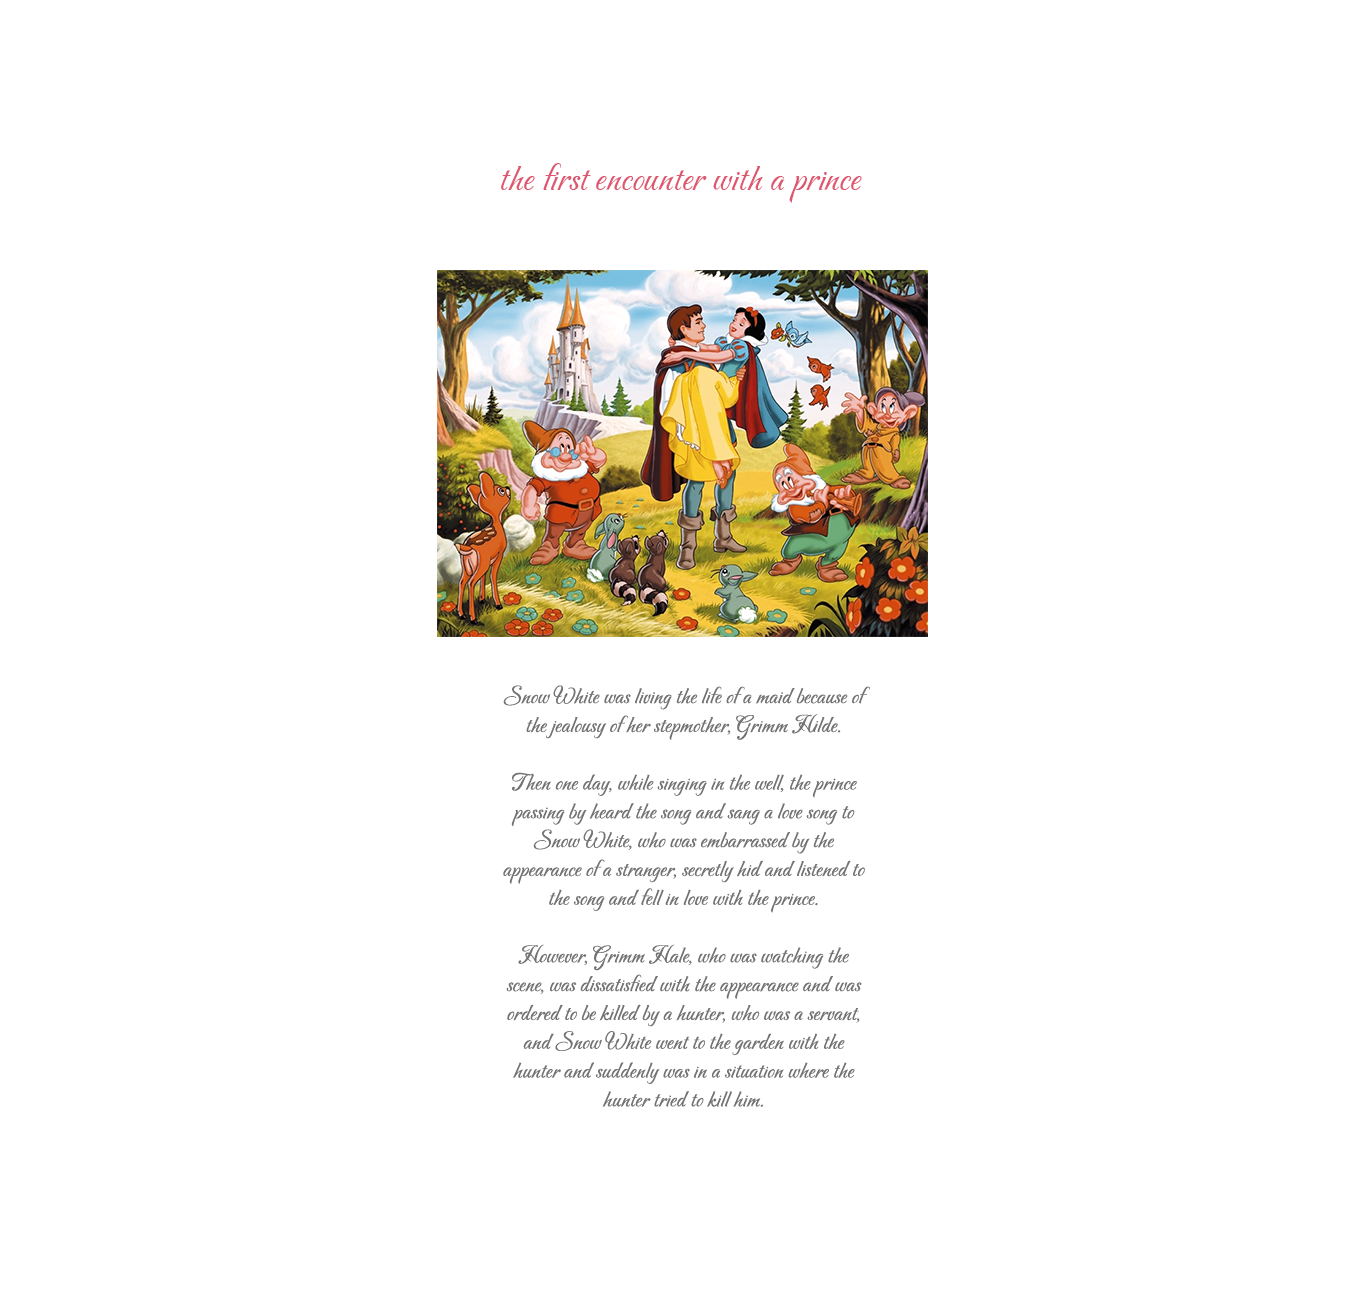 the first encounter with a prince
Snow White was living the life of a maid because of
the jealousy of her stepmother, Grimm Hilde.
Then one day, while singing in the well, the prince
passing by heard the song and sang a love song to
Snow White, who was embarrassed by the
appearance of a stranger, secretly hid and listened to
the song and fell in love with the prince.
However, Grimm Hale, who was watching the
scene, was dissatisfied with the appearance and was
ordered to be killed by a hunter, who was a servant,
and Snow White went to the garden with the
hunter and suddenly was in a situation where the
hunter tried to kill him.